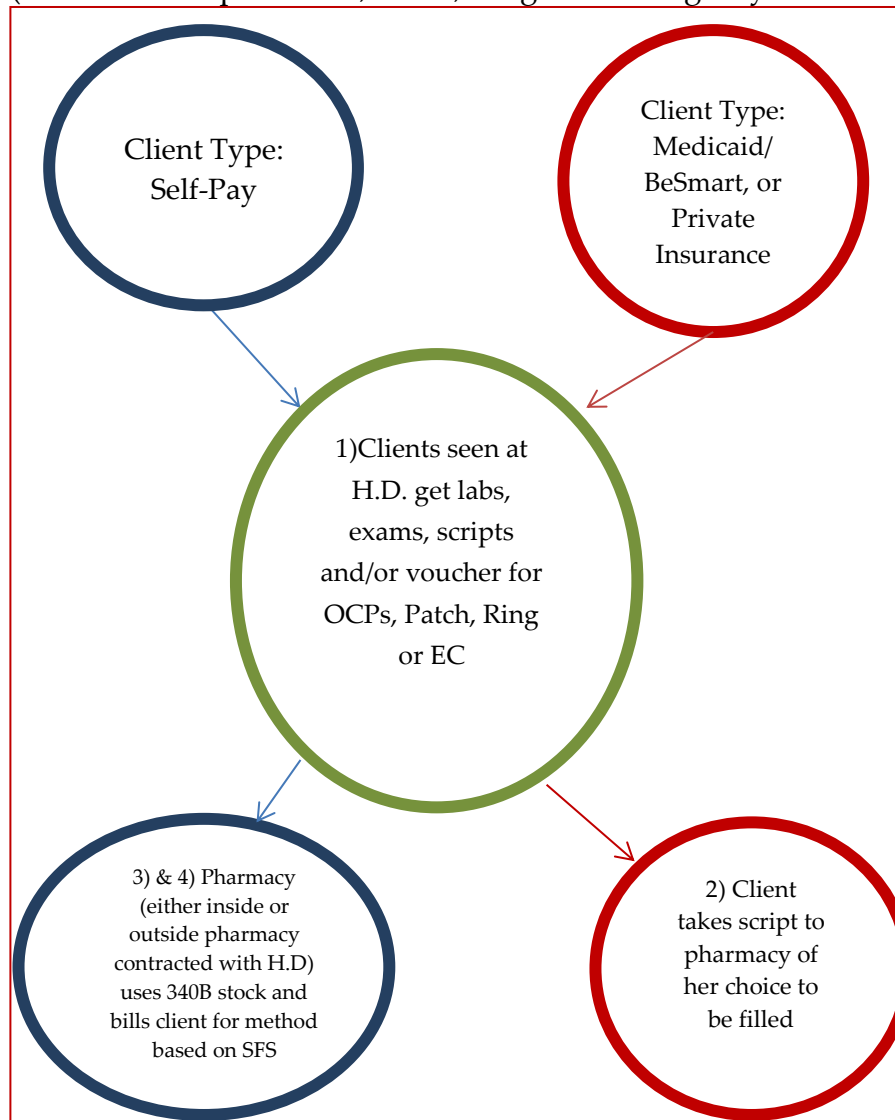 Client Type:
Self-Pay
Client Type:
Medicaid/
BeSmart, or
Private
Insurance
1)Clients seen at
H.D. get labs,
exams, scripts
and/or voucher for
OCPs, Patch, Ring
or EC
3) & 4) Pharmacy
(either inside or
outside pharmacy
contracted with H.D)
uses 340B stock and
bills client for method
based on SFS
2) Client
takes script to
pharmacy of
her choice to
be filled